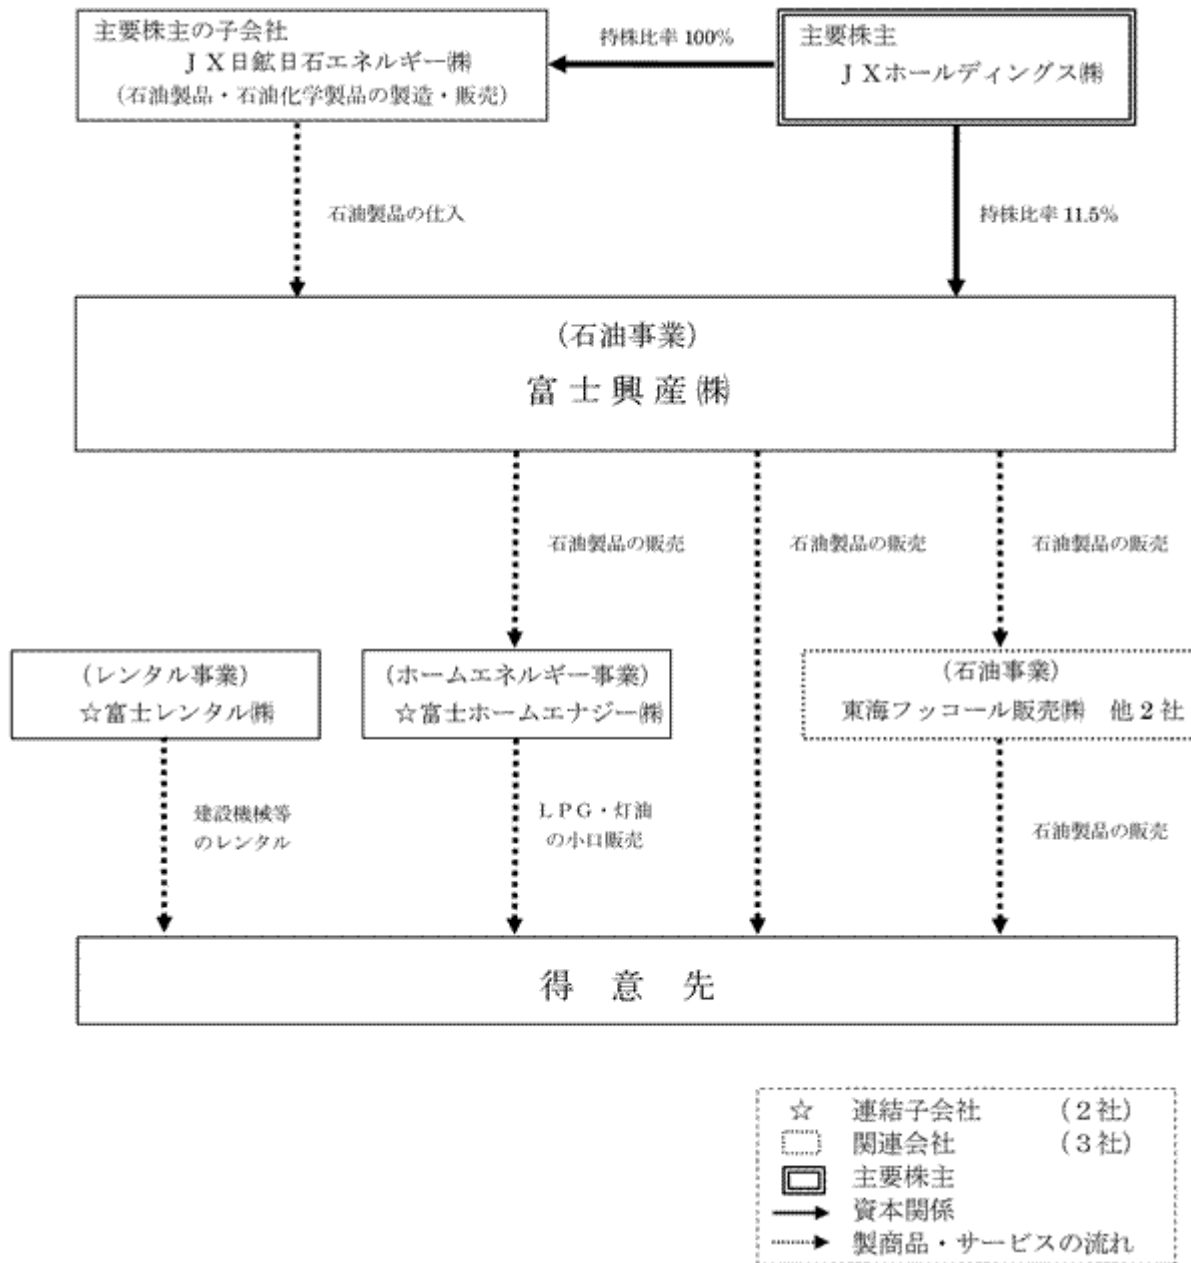 主要株主の子会社
ＪＸ日鉱日石エネルギー㈱
(石油製品・石油化学製品の製造・販売)
持株比率 100%
主要株主
ＪＸホールディングス㈱
石油製品の仕入
持株比率 11.5%
(石油事業)
富士興産㈱
石油製品の販売
石油製品の販売
石油製品の販売
(レンタル事業)
☆富士レンタル㈱
(ホームエネルギー事業)
☆富士ホームエナジー㈱
(石油事業)
東海フッコール販売㈱　他２社
建設機械等
のレンタル
ＬＰＧ・灯油
の小口販売
石油製品の販売
得　意　先
☆　連結子会社　（２社）
関連会社　（３社）
主要株主
資本関係
製商品・サービスの流れ